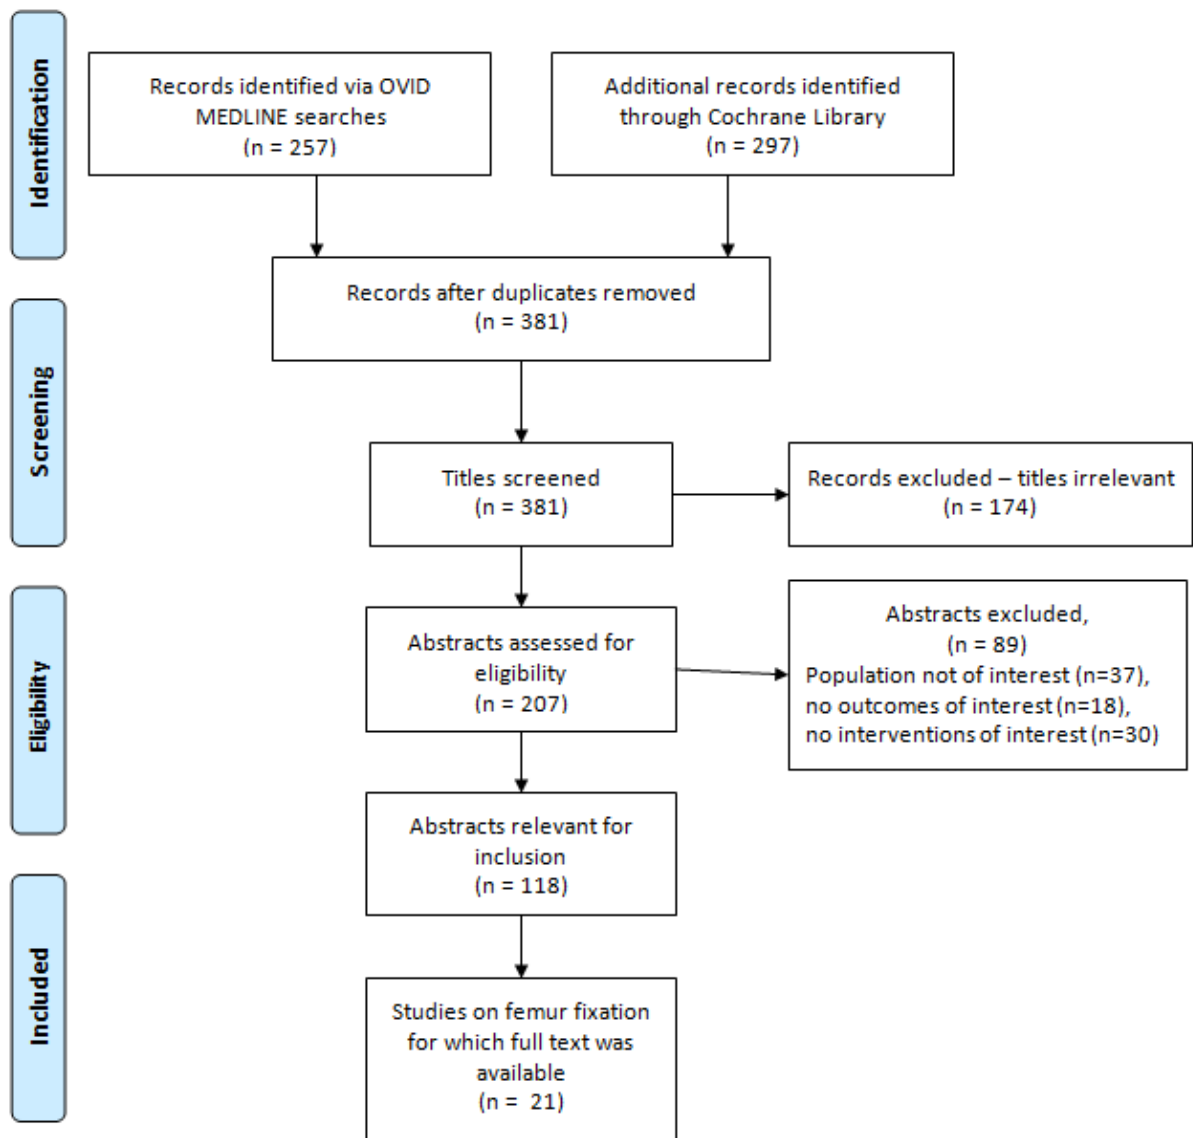 Identification
Records identified via OVID
MEDLINE searches
(n = 257)
Additional records identified
through Cochrane Library
(n = 297)
Records after duplicates removed
(n = 381)
Screening
Titles screened
(n = 381)
Records excluded – titles irrelevant
(n = 174)
Eligibility
Abstracts assessed for
eligibility
(n = 207)
Abstracts excluded,
(n = 89)
Population not of interest (n=37),
no outcomes of interest (n=18),
no interventions of interest (n=30)
Abstracts relevant for
inclusion
(n = 118)
Included
Studies on femur fixation
for which full text was
available
(n = 21)